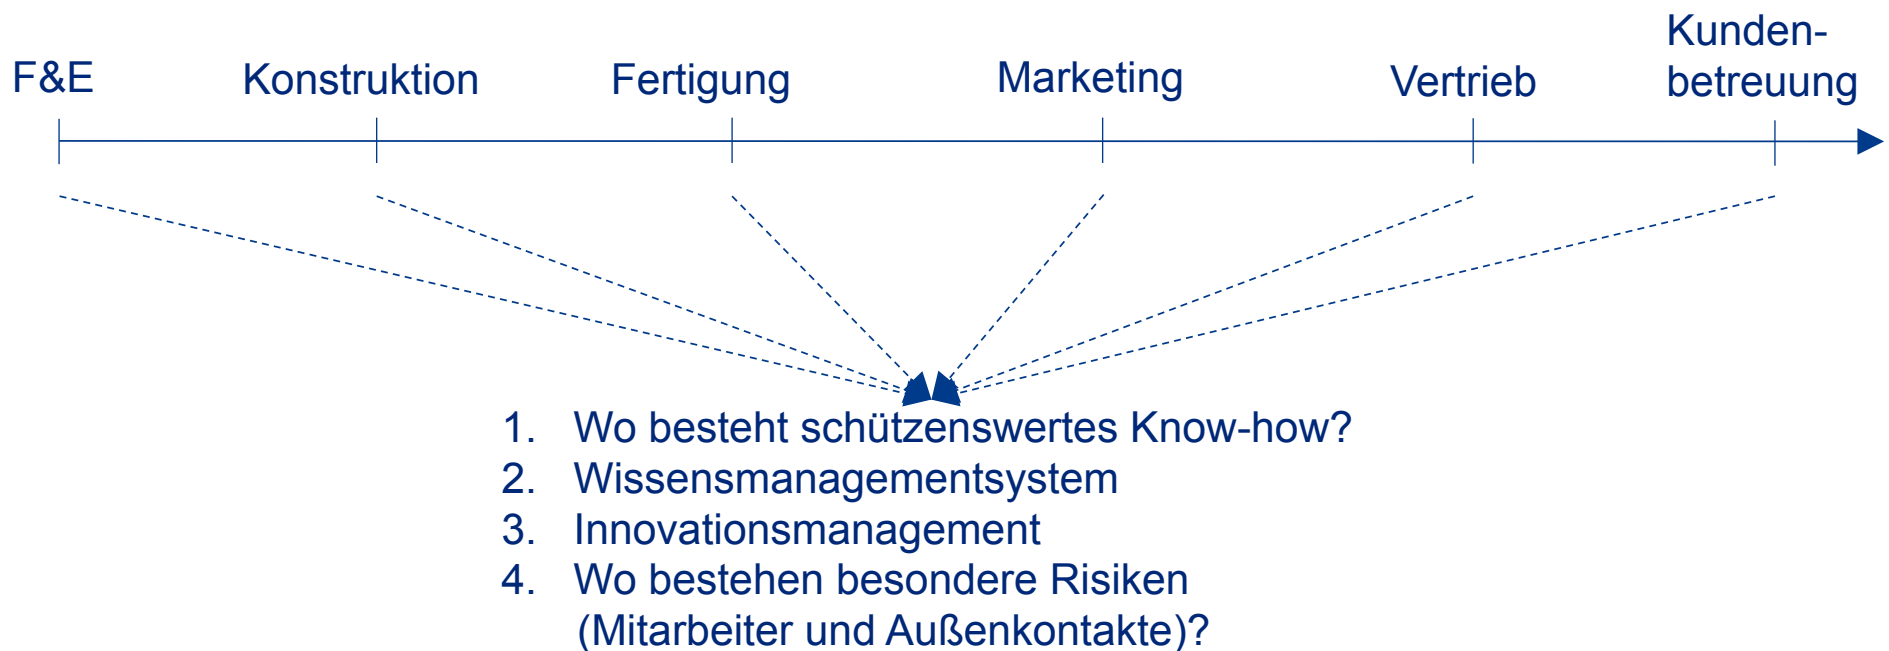 F&E
Konstruktion
Fertigung
Marketing
Vertrieb
Kunden-
betreuung
1. Wo besteht schützenswertes Know-how?
2. Wissensmanagementsystem
3. Innovationsmanagement
4. Wo bestehen besondere Risiken
(Mitarbeiter und Außenkontakte)?